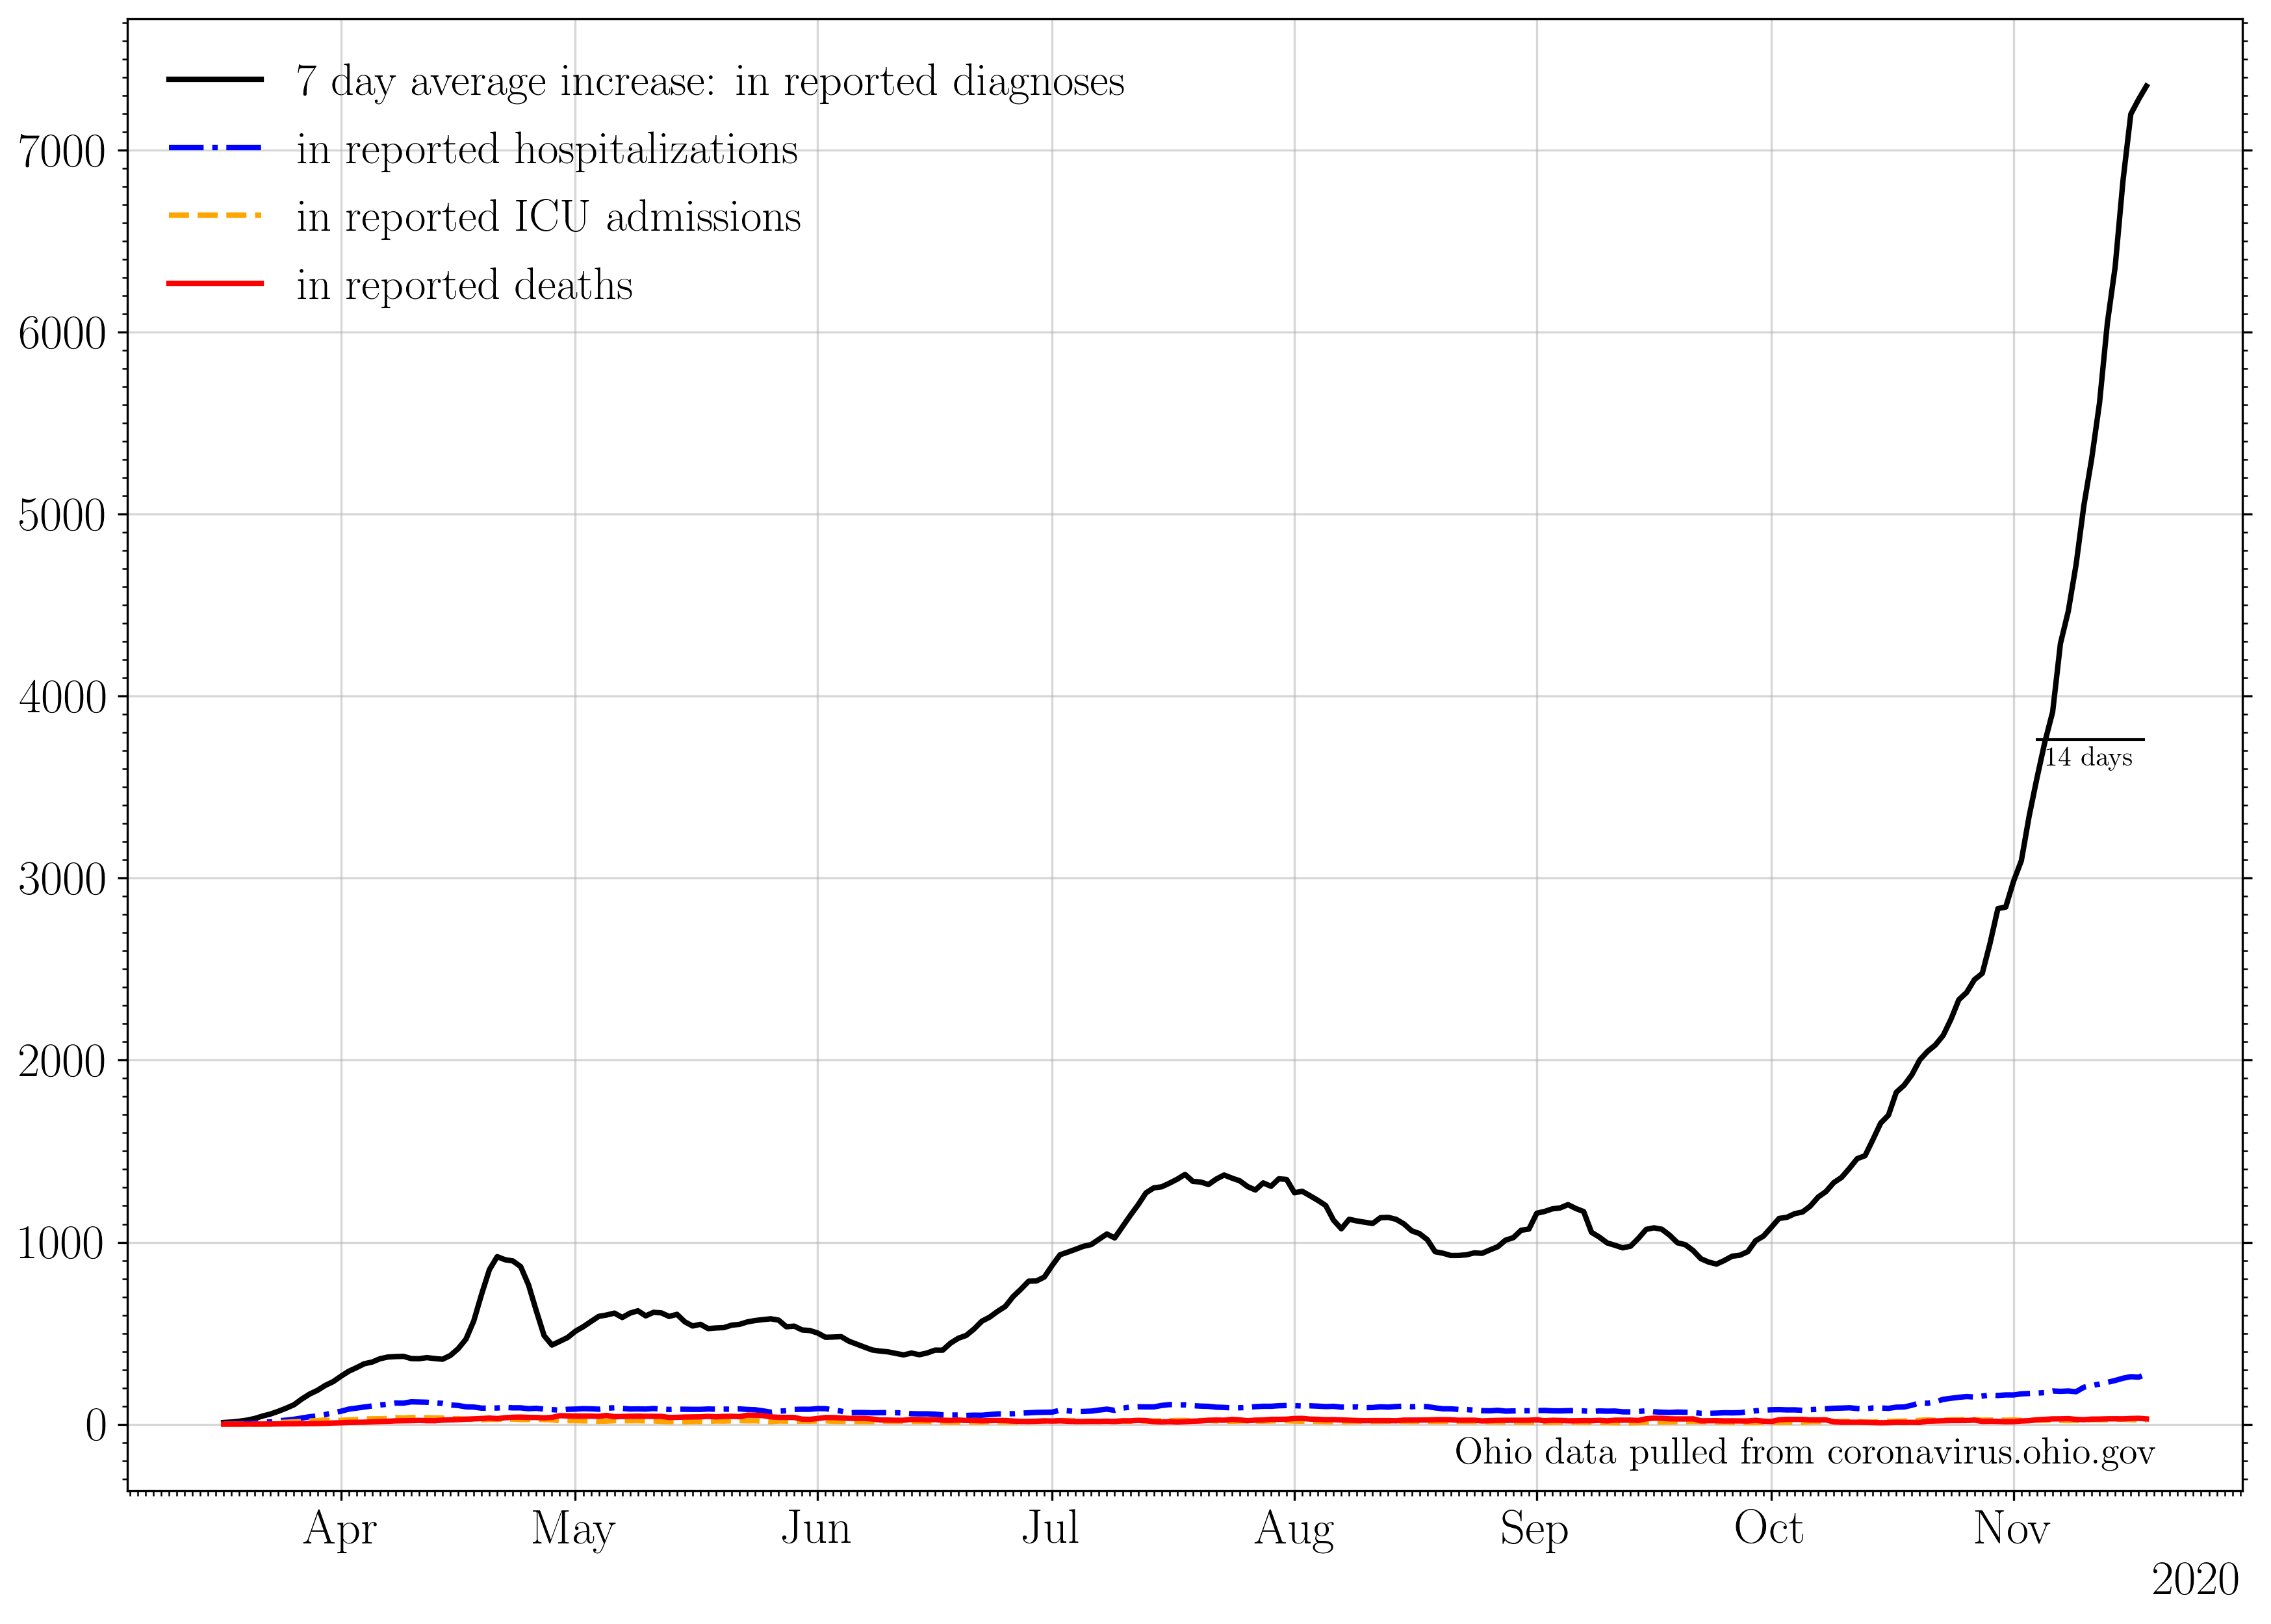 7 day average increase: in reported diagnoses
in reported hospitalizations
in reported ICU admissions
in reported deaths
7000
6000
5000
4000
3000
2000
1000
0
14 days
Ohio data pulled from coronavirus.ohio.gov
Apr May Jun Jul Aug Sep Oct Nov
2020